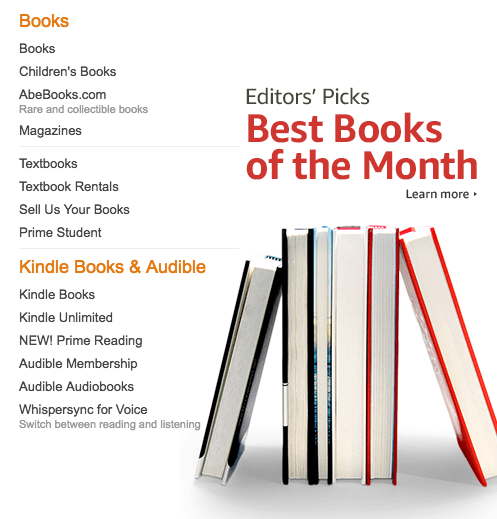 Books
Books
Children's Books
AbeBooks.com
Rare and collectible books
Magazines
Textbooks
Textbook Rentals
Sell Us Your Books
Prime Student
Kindle Books & Audible
Kindle Books
Kindle Unlimited
NEW! Prime Reading
Audible Membership
Audible Audiobooks
Whispersync for Voice
Switch between reading and listening
Editors’ Picks
Best Books
of the Month
Learn more ▸